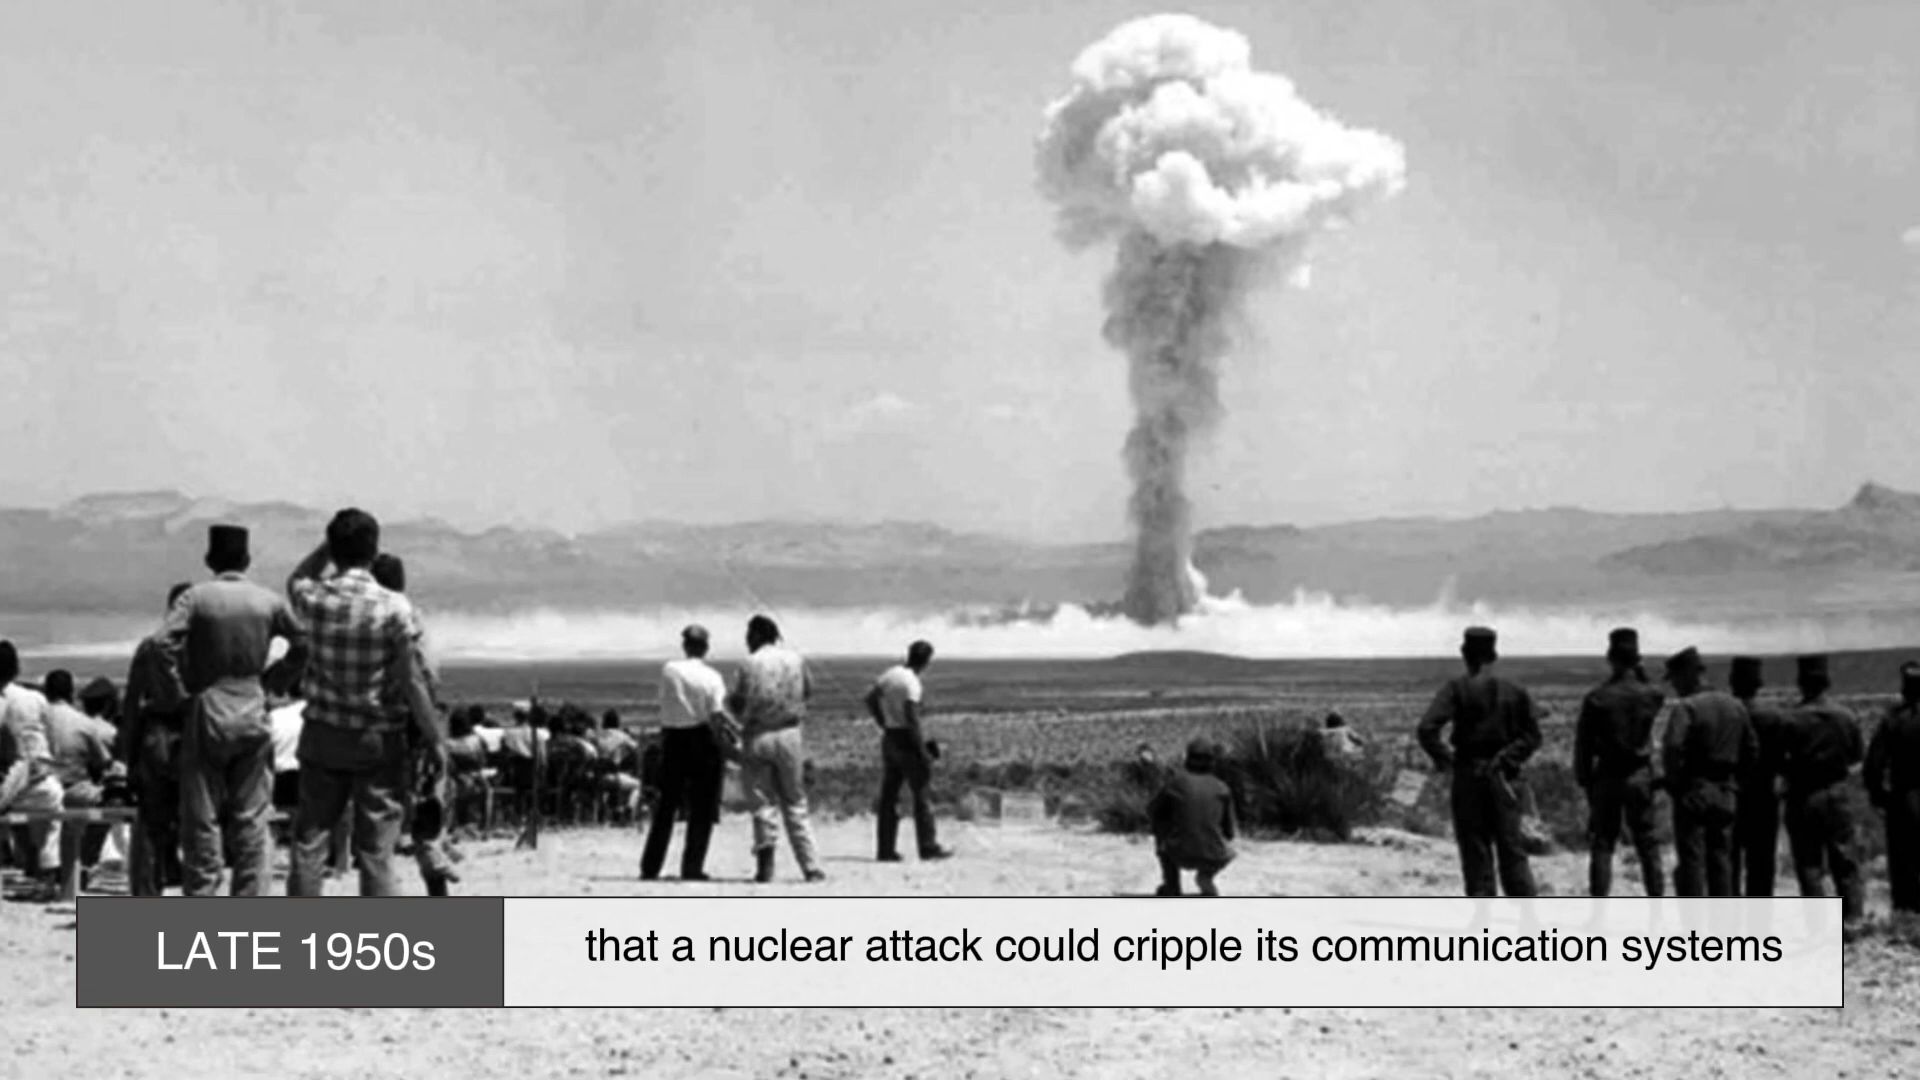 LATE 1950s
that a nuclear attack could cripple its communication systems